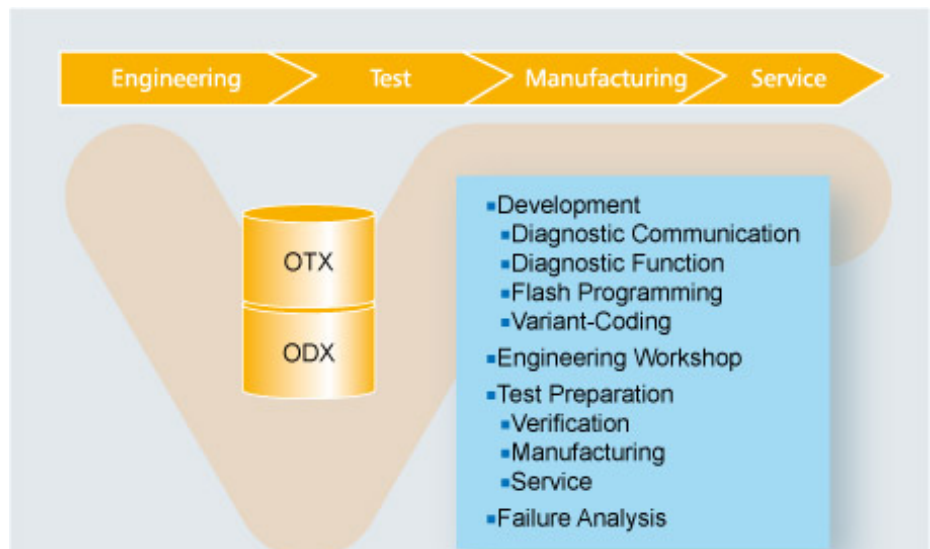 Engineering
Test
Manufacturing
Service
OTX
ODX
▪Development
▪Diagnostic Communication
▪Diagnostic Function
▪Flash Programming
▪Variant-Coding
▪Engineering Workshop
▪Test Preparation
▪Verification
▪Manufacturing
▪Service
▪Failure Analysis